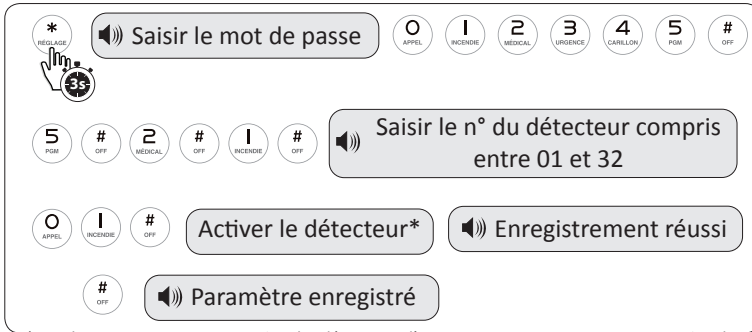 * RÉGLAGE 3s Saisir le mot de passe 0 APPEL 1 INCENDIE 2 MÉDICAL 3 URGENCE 4 CARILLON 5 PGM # OFF
5 PGM # OFF 2 MÉDICAL # OFF 1 INCENDIE # OFF Saisir le n° du détecteur compris
entre 01 et 32
0 APPEL 1 INCENDIE # OFF Activer le détecteur* Enregistrement réussi
# OFF Paramètre enregistré